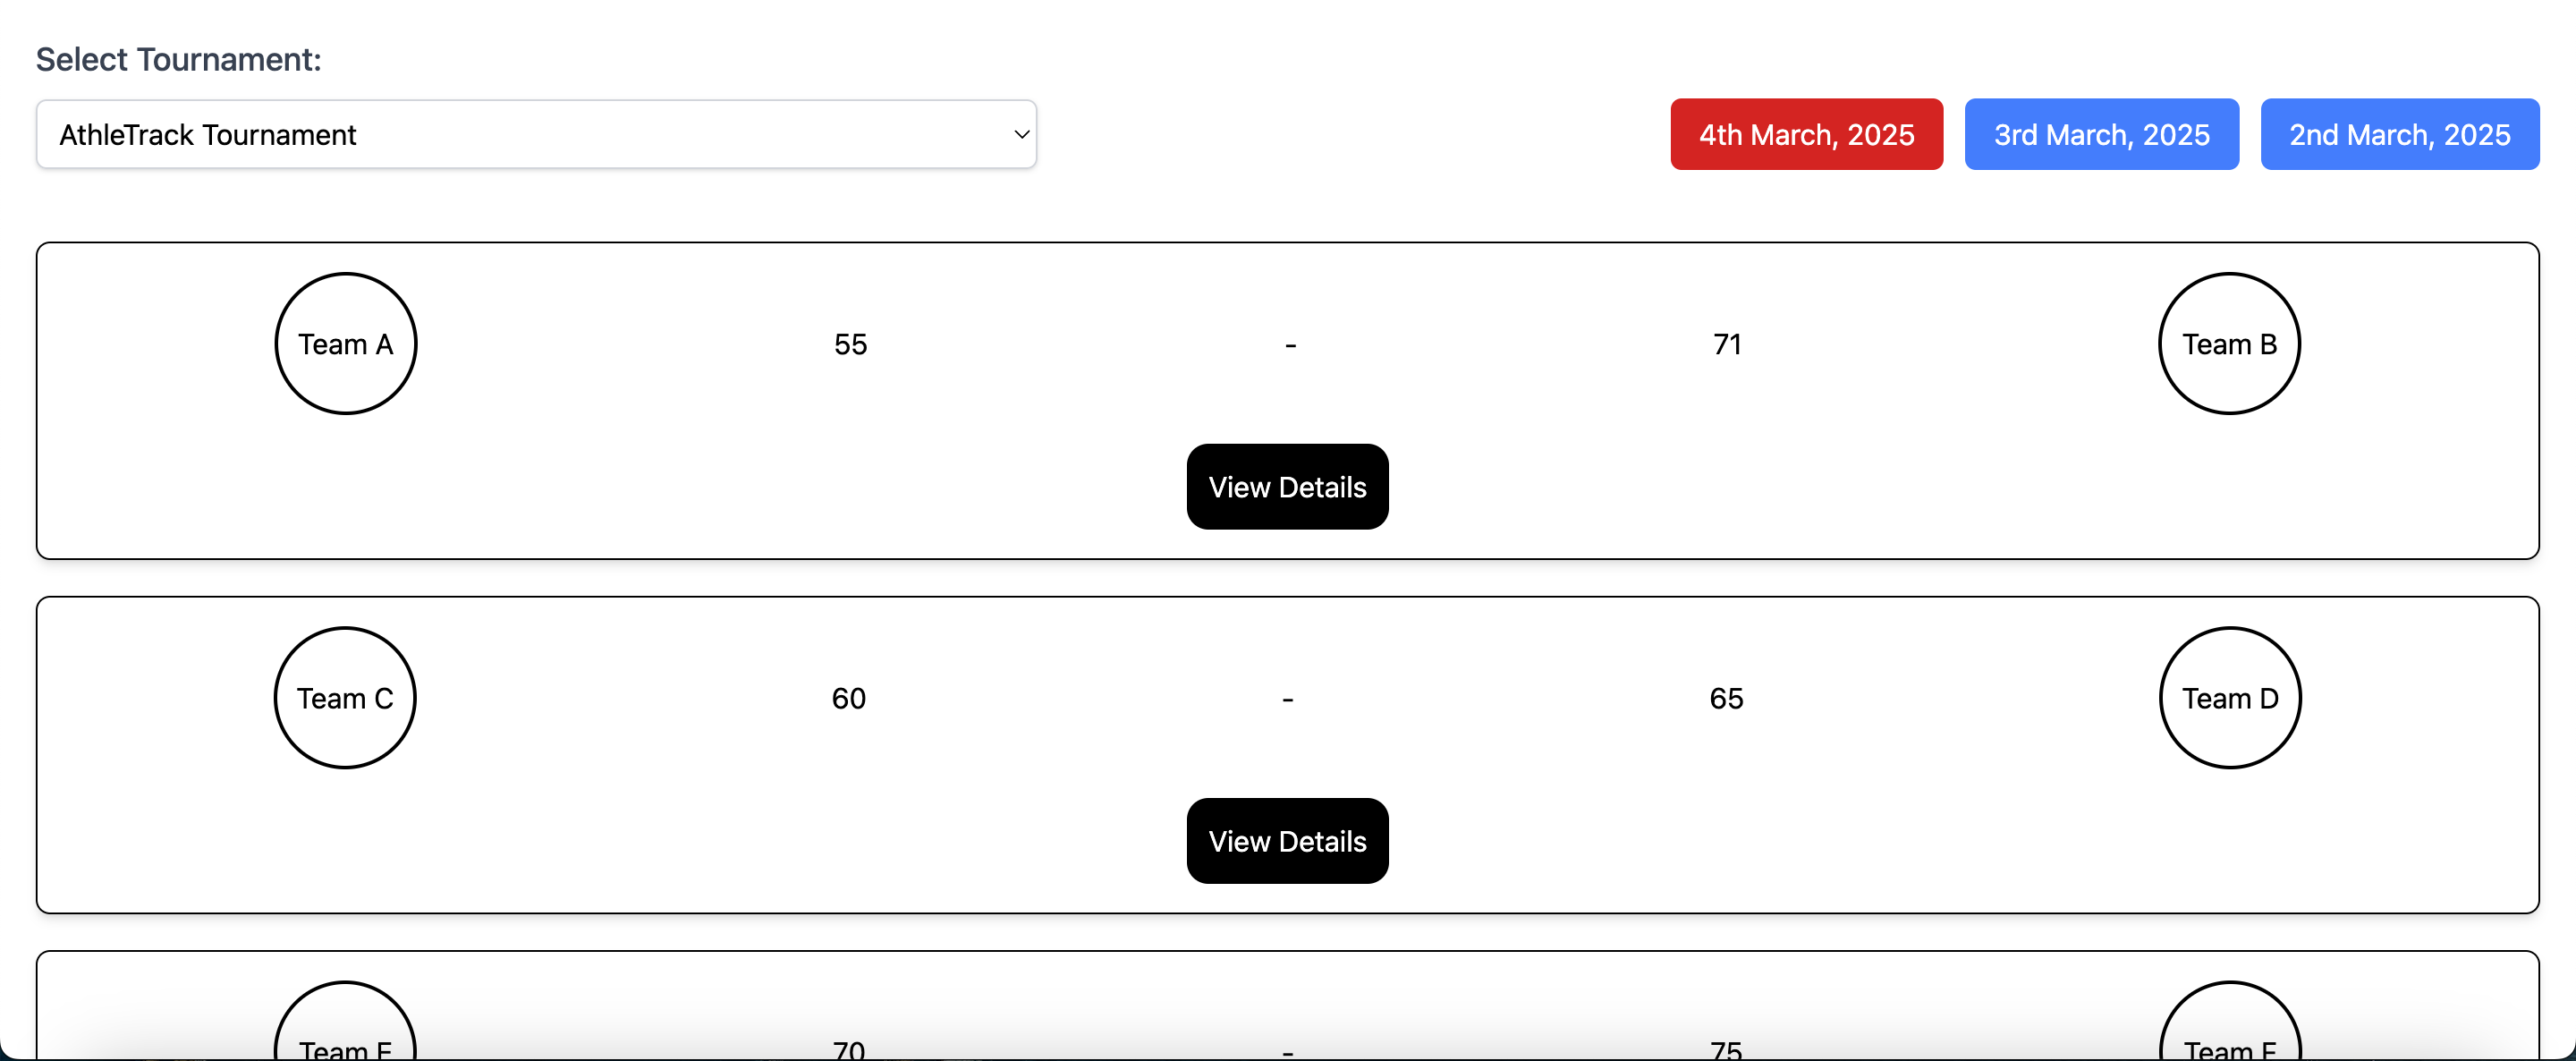 Select Tournament:
AthleTrack Tournament
4th March, 2025 3rd March, 2025 2nd March, 2025
Team A 55 - 71 Team B
View Details
Team C 60 - 65 Team D
View Details
Team 70 - 75 Team